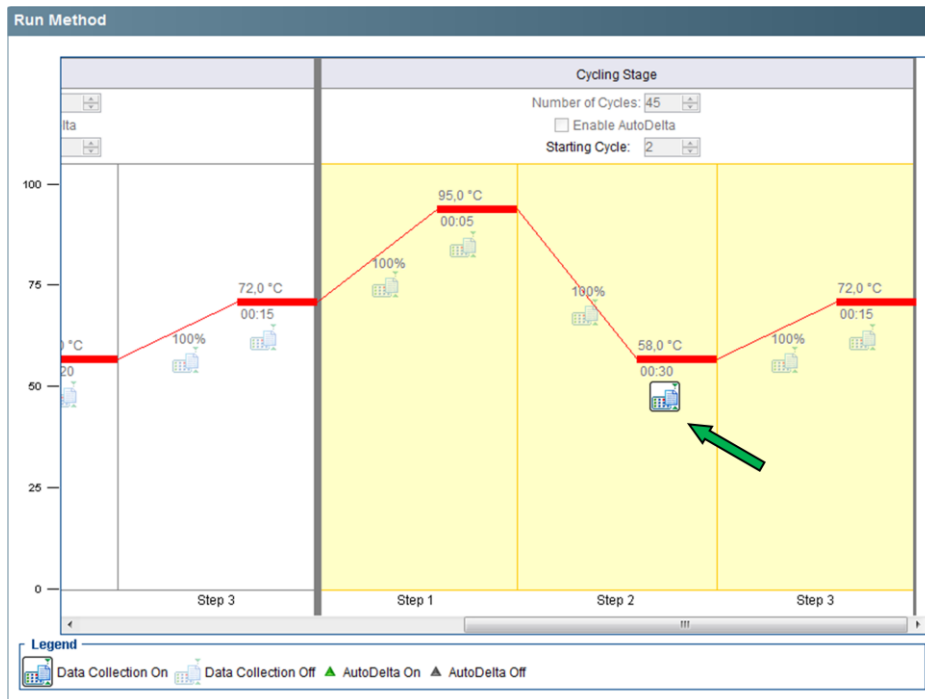 Run Method
Cycling Stage
Number of Cycles: 45
Enable AutoDelta
Starting Cycle: 2
lta
100
75
50
25
0
°C
20
100%
72,0 °C
00:15
100%
95,0 °C
00:05
100%
58,0 °C
00:30
100%
72,0 °C
00:15
Step 3
Step 1
Step 2
Step 3
Legend
Data Collection On
Data Collection Off
AutoDelta On
AutoDelta Off